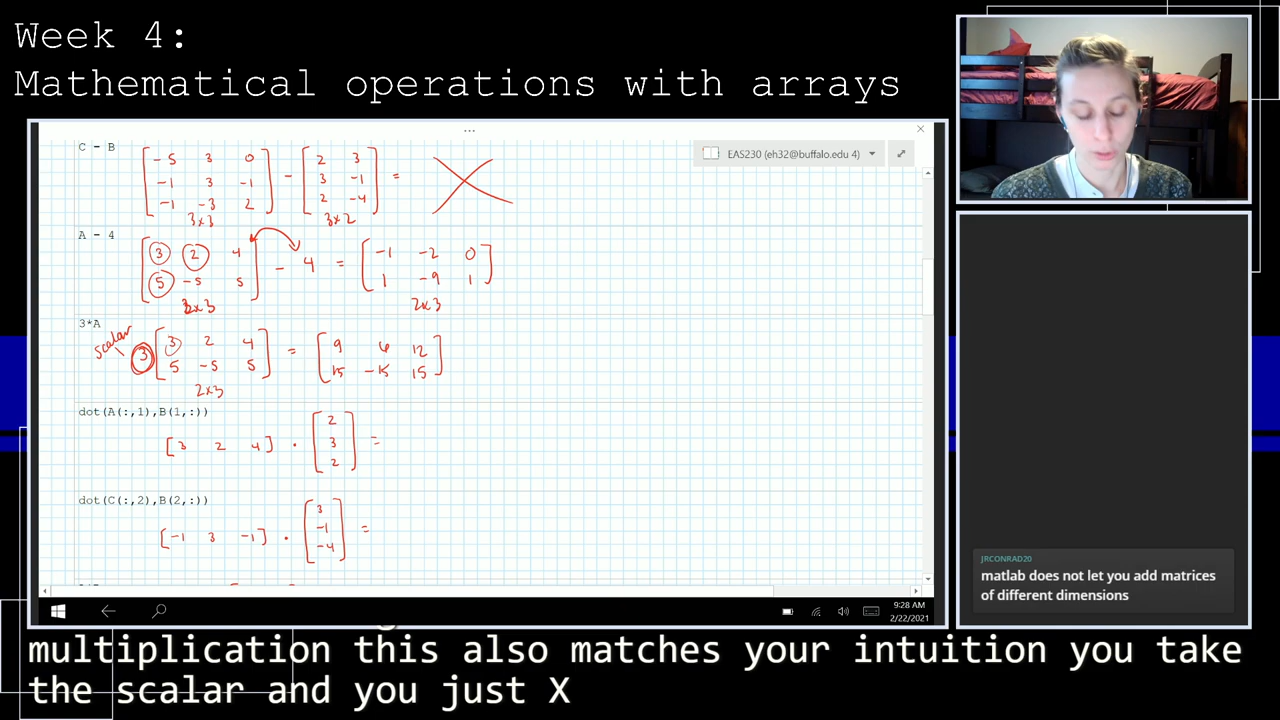 Week 4:
Mathematical operations with arrays
...
EAS230 (eh32@buffalo.edu 4)
C - B
-5 3 0 2 3
-1 3 -1 - 3 -1 =
-1 -3 2 2 -4
3x3 3x2
A - 4
3 2 4 - 4 = -1 -2 0
5 -5 5 1 -9 1
2x3 2x3
3*A
scalar
3 3 2 4 = 9 6 12
5 -5 5 15 -15 15
2x3
dot(A(:,1),B(1,:))
[3 2 4] · 2 3 2 =
dot(C(:,2),B(2,:))
[-1 3 -1] · 3 -1 -4 =
9:28 AM
2/22/2021
JRCONRAD20
matlab does not let you add matrices
of different dimensions
multiplication this also matches your intuition you take
the scalar and you just X